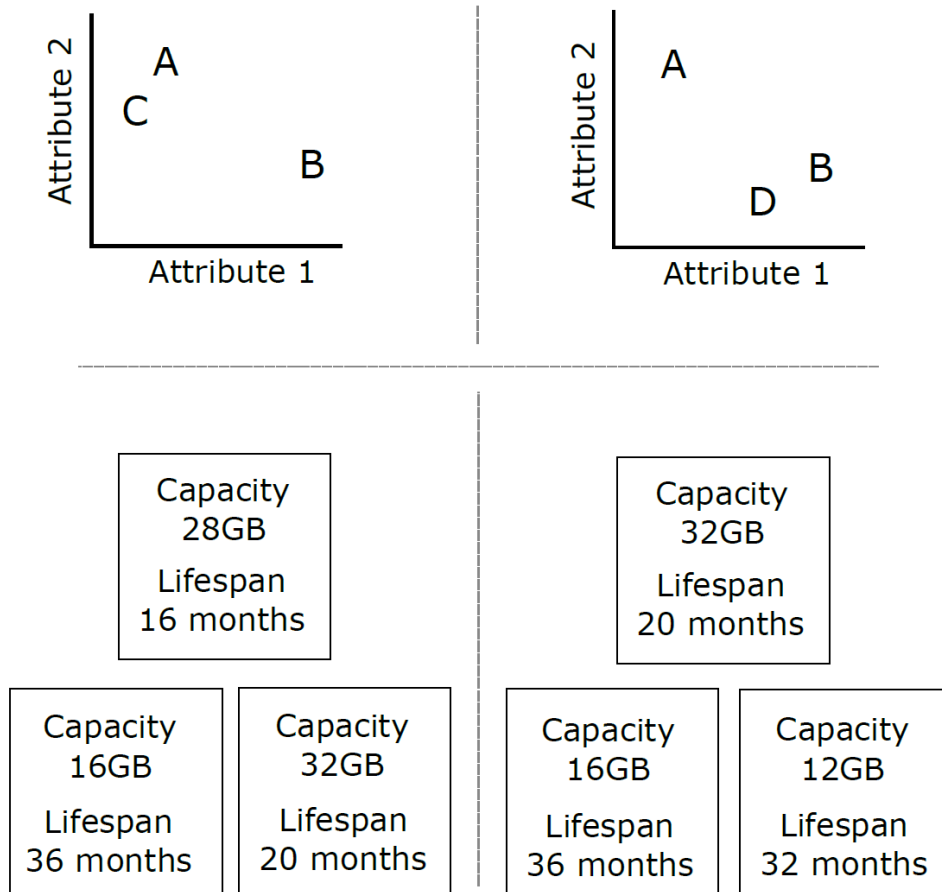 Attribute 2
A
C
B
Attribute 1
Attribute 2
A
B
D
Attribute 1
Capacity
28GB
Lifespan
16 months
Capacity
16GB
Lifespan
36 months
Capacity
32GB
Lifespan
20 months
Capacity
32GB
Lifespan
20 months
Capacity
16GB
Lifespan
36 months
Capacity
12GB
Lifespan
32 months